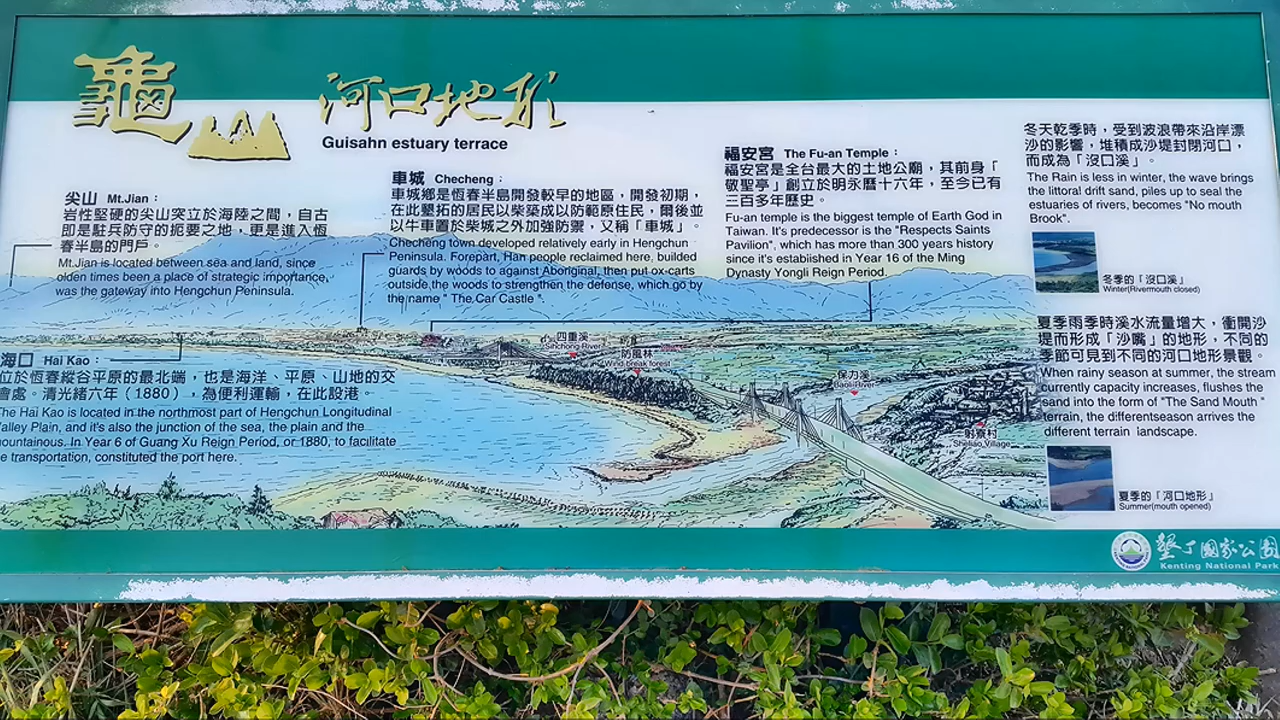 龜山
河口地形
Guisahn estuary terrace
尖山 Mt.Jian：
岩性堅硬的尖山突立於海陸之間，自古
即是駐兵防守的扼要之地，更是進入恆
春半島的門戶。
Mt.Jian is located between sea and land, since
olden times been a place of strategic importance,
was the gateway into Hengchun Peninsula.
車城 Checheng：
車城鄉是恆春半島開發較早的地區，開發初期，
在此墾拓的居民以柴築成以防範原住民，爾後並
以牛車置於柴城之外加強防禦，又稱「車城」。
Checheng town developed relatively early in Hengchun
Peninsula. Forepart, Han people reclaimed here, builded
guards by woods to against Aboriginal, then put ox-carts
outside the woods to strengthen the defense, which go by
the name " The Car Castle ".
福安宮 The Fu-an Temple：
福安宮是全台最大的土地公廟，其前身「
敬聖亭」創立於明永曆十六年，至今已有
三百多年歷史。
Fu-an temple is the biggest temple of Earth God in
Taiwan. It's predecessor is the "Respects Saints
Pavilion", which has more than 300 years history
since it's estabished in Year 16 of the Ming
Dynasty Yongli Reign Period.
冬天乾季時，受到波浪帶來沿岸漂
沙的影響，堆積成沙堤封閉河口，
而成為「沒口溪」。
The Rain is less in winter, the wave brings
the littoral drift sand, piles up to seal the
estuaries of rivers, becomes "No mouth
Brook".
冬季的「沒口溪」
Winter(Rivermouth closed)
夏季雨季時溪水流量增大，衝開沙
堤而形成「沙嘴」的地形，不同的
季節可見到不同的河口地形景觀。
When rainy season at summer, the stream
currently capacity increases, flushes the
sand into the form of "The Sand Mouth "
terrain, the differentseason arrives the
different terrain landscape.
夏季的「河口地形」
Summer(mouth opened)
海口 Hai Kao：
位於恆春縱谷平原的最北端，也是海洋、平原、山地的交
會處。清光緒六年（1880），為便利運輸，在此設港。
The Hai Kao is located in the northmost part of Hengchun Longitudinal
Valley Plain, and it's also the junction of the sea, the plain and the
mountainous. In Year 6 of Guang Xu Reign Period, or 1880, to facilitate
e transportation, constituted the port here.
四重溪
Sihchong River
防風林
Wind-break forest
保力溪
Baoli River
射寮村
Sheliao Village
墾丁國家公園
Kenting National Park